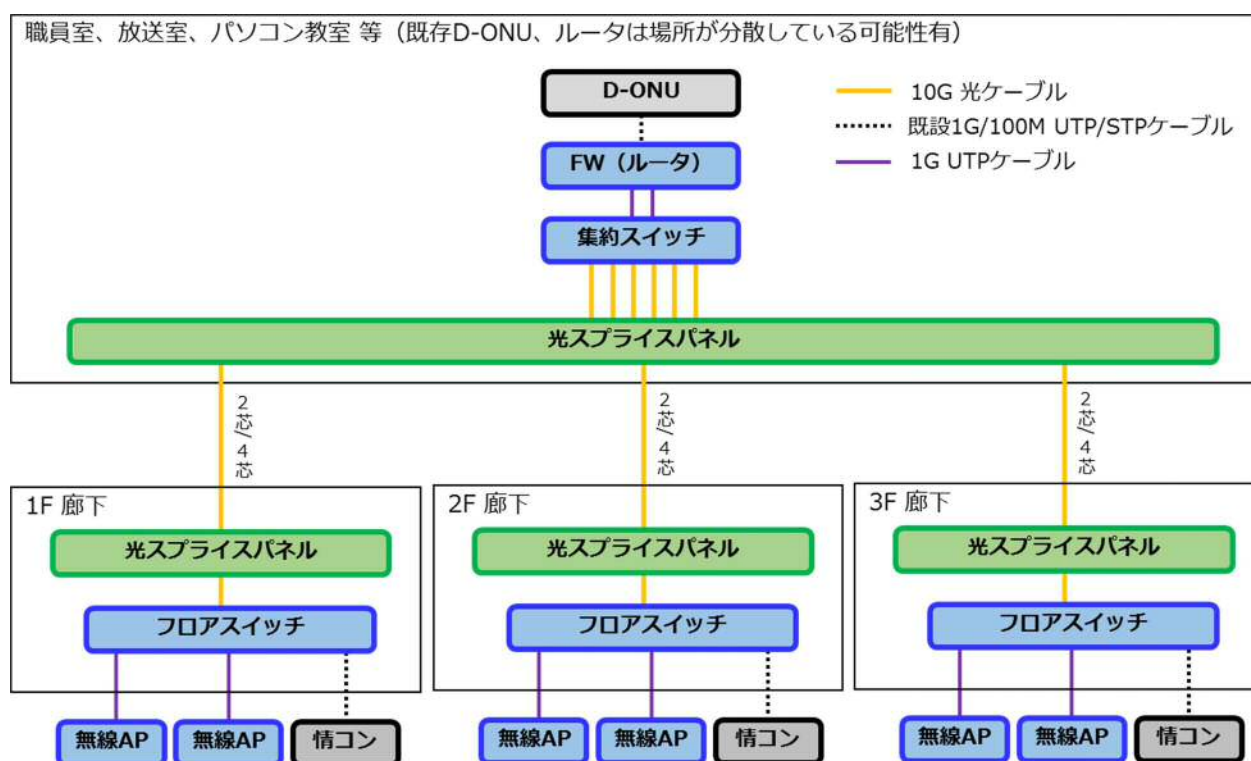 職員室、放送室、パソコン教室 等（既存D-ONU、ルータは場所が分散している可能性有）
D-ONU
10G 光ケーブル
既設1G/100M UTP/STPケーブル
FW（ルータ）
1G UTPケーブル
集約スイッチ
光スプライスパネル
2芯/4芯
2芯/4芯
2芯/4芯
1F 廊下
2F 廊下
3F 廊下
光スプライスパネル
光スプライスパネル
光スプライスパネル
フロアスイッチ
フロアスイッチ
フロアスイッチ
無線AP
無線AP
情コン
無線AP
無線AP
情コン
無線AP
無線AP
情コン